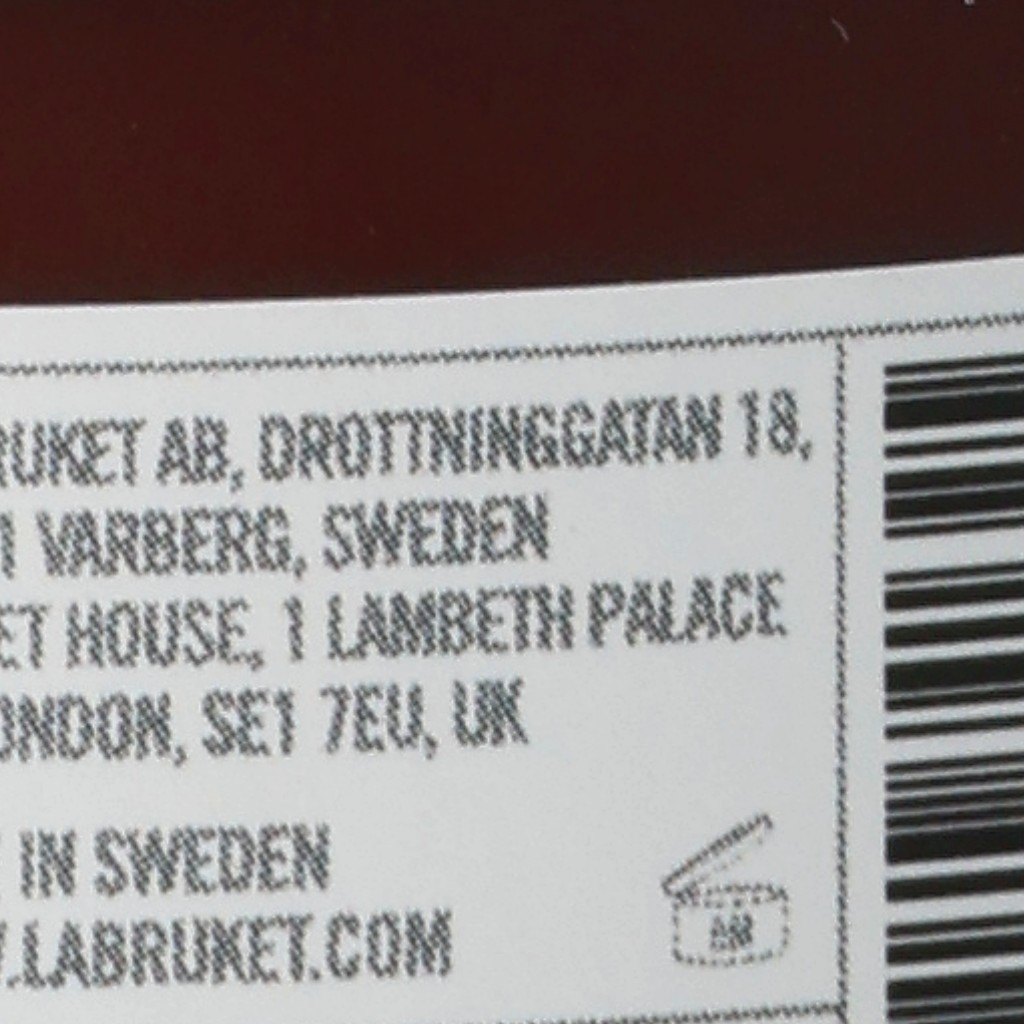 RUKET AB, DROTTNINGGATAN 18,
1 VARBERG, SWEDEN
ET HOUSE, 1 LAMBETH PALACE
ONDON, SE1 7EU, UK
IN SWEDEN
.LABRUKET.COM